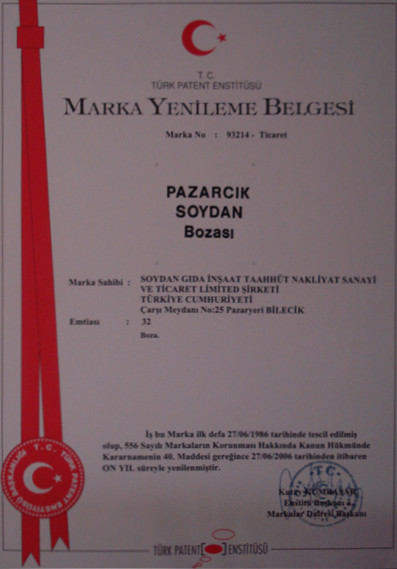 T. C.
TÜRK PATENT ENSTİTÜSÜ
MARKA YENİLEME BELGESİ
Marka No : 93214 - Ticaret
PAZARCIK
SOYDAN
Bozası
Marka Sahibi : SOYDAN GIDA İNŞAAT TAAHHÜT NAKLİYAT SANAYİ
VE TİCARET LİMİTED ŞİRKETİ
TÜRKİYE CUMHURİYETİ
Çarşı Meydanı No:25 Pazaryeri BİLECİK
Emtiası : 32
Boza.
İş bu Marka ilk defa 27/06/1986 tarihinde tescil edilmiş
olup, 556 Sayılı Markaların Korunması Hakkında Kanun Hükmünde
Kararnamenin 40. Maddesi gereğince 27/06/2006 tarihinden itibaren
ON YIL süreyle yenilenmiştir.
T.C. TÜRK PATENT ENSTİTÜSÜ BAŞKANLIĞI
T.C.
Enstitü Başkanı a.
Markalar Dairesi Başkanı
TÜRK PATENT ENSTİTÜSÜ